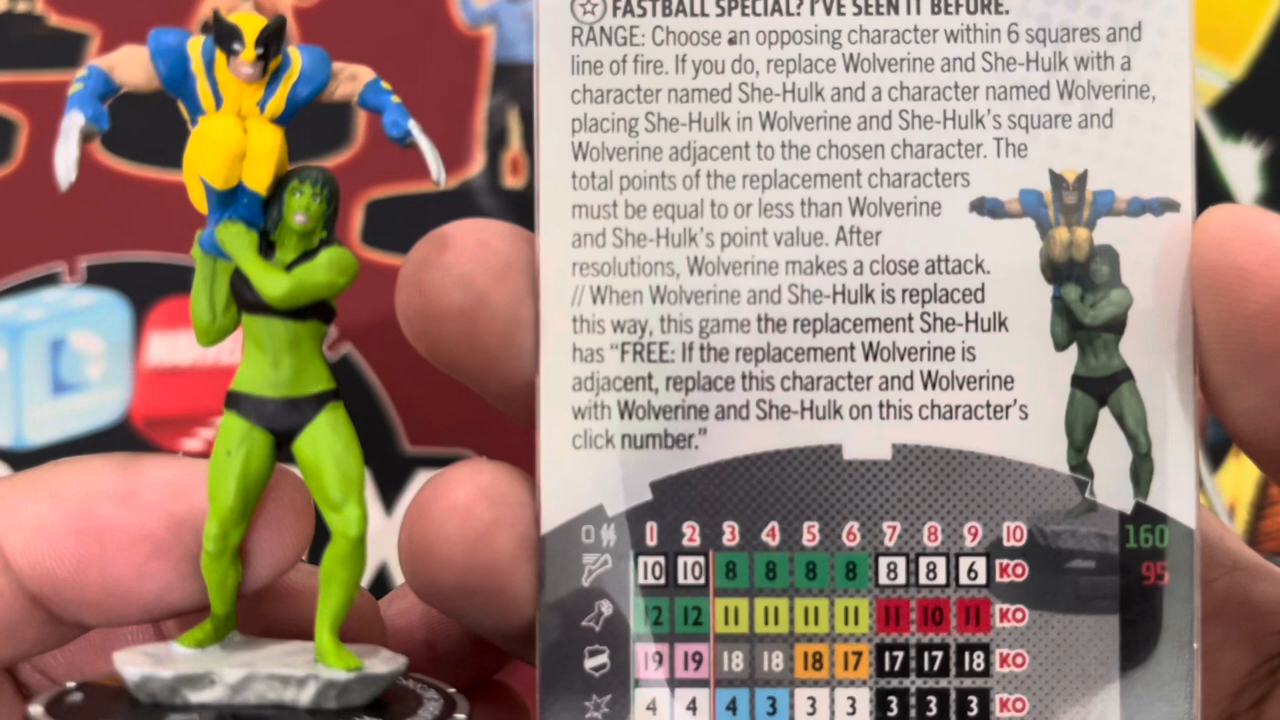 FASTBALL SPECIAL? I'VE SEEN IT BEFORE.
RANGE: Choose an opposing character within 6 squares and
line of fire. If you do, replace Wolverine and She-Hulk with a
character named She-Hulk and a character named Wolverine,
placing She-Hulk in Wolverine and She-Hulk's square and
Wolverine adjacent to the chosen character. The
total points of the replacement characters
must be equal to or less than Wolverine
and She-Hulk's point value. After
resolutions, Wolverine makes a close attack.
// When Wolverine and She-Hulk is replaced
this way, this game the replacement She-Hulk
has "FREE: If the replacement Wolverine is
adjacent, replace this character and Wolverine
with Wolverine and She-Hulk on this character's
click number."
0 1 2 3 4 5 6 7 8 9 10 160
10 10 8 8 8 8 8 8 6 KO 95
12 12 11 11 11 11 11 10 11 KO
19 19 18 18 18 17 17 17 18 KO
4 4 4 3 3 3 3 3 3 KO